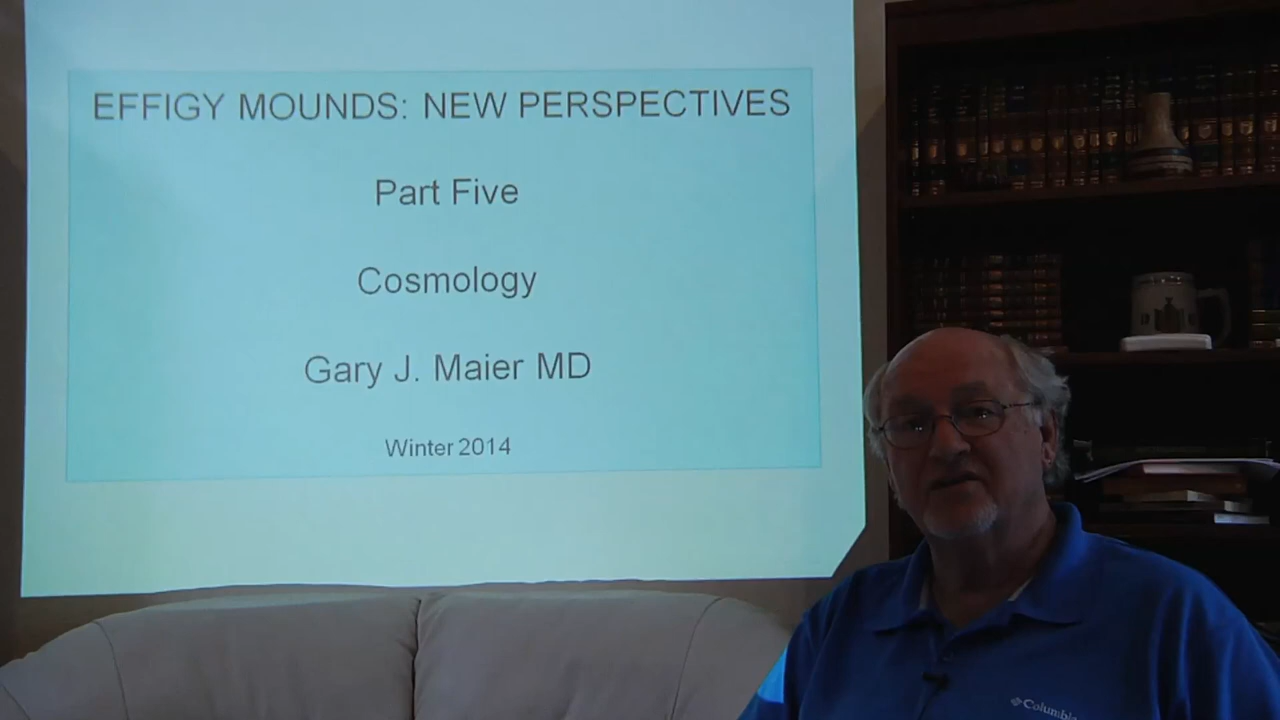 EFFIGY MOUNDS: NEW PERSPECTIVES
Part Five
Cosmology
Gary J. Maier MD
Winter 2014
Columbia